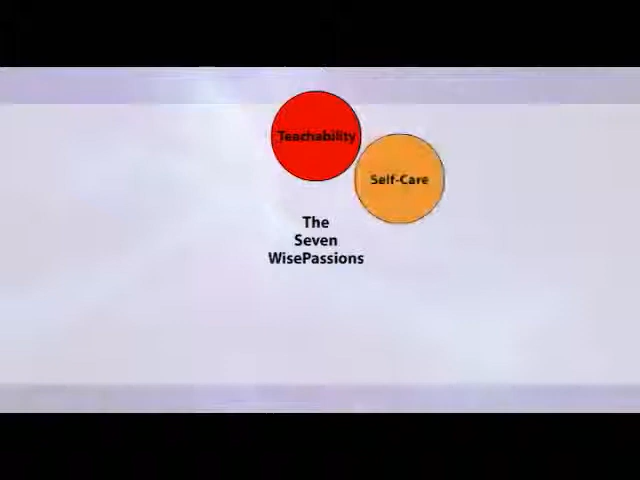 Teachability
Self-Care
The
Seven
WisePassions